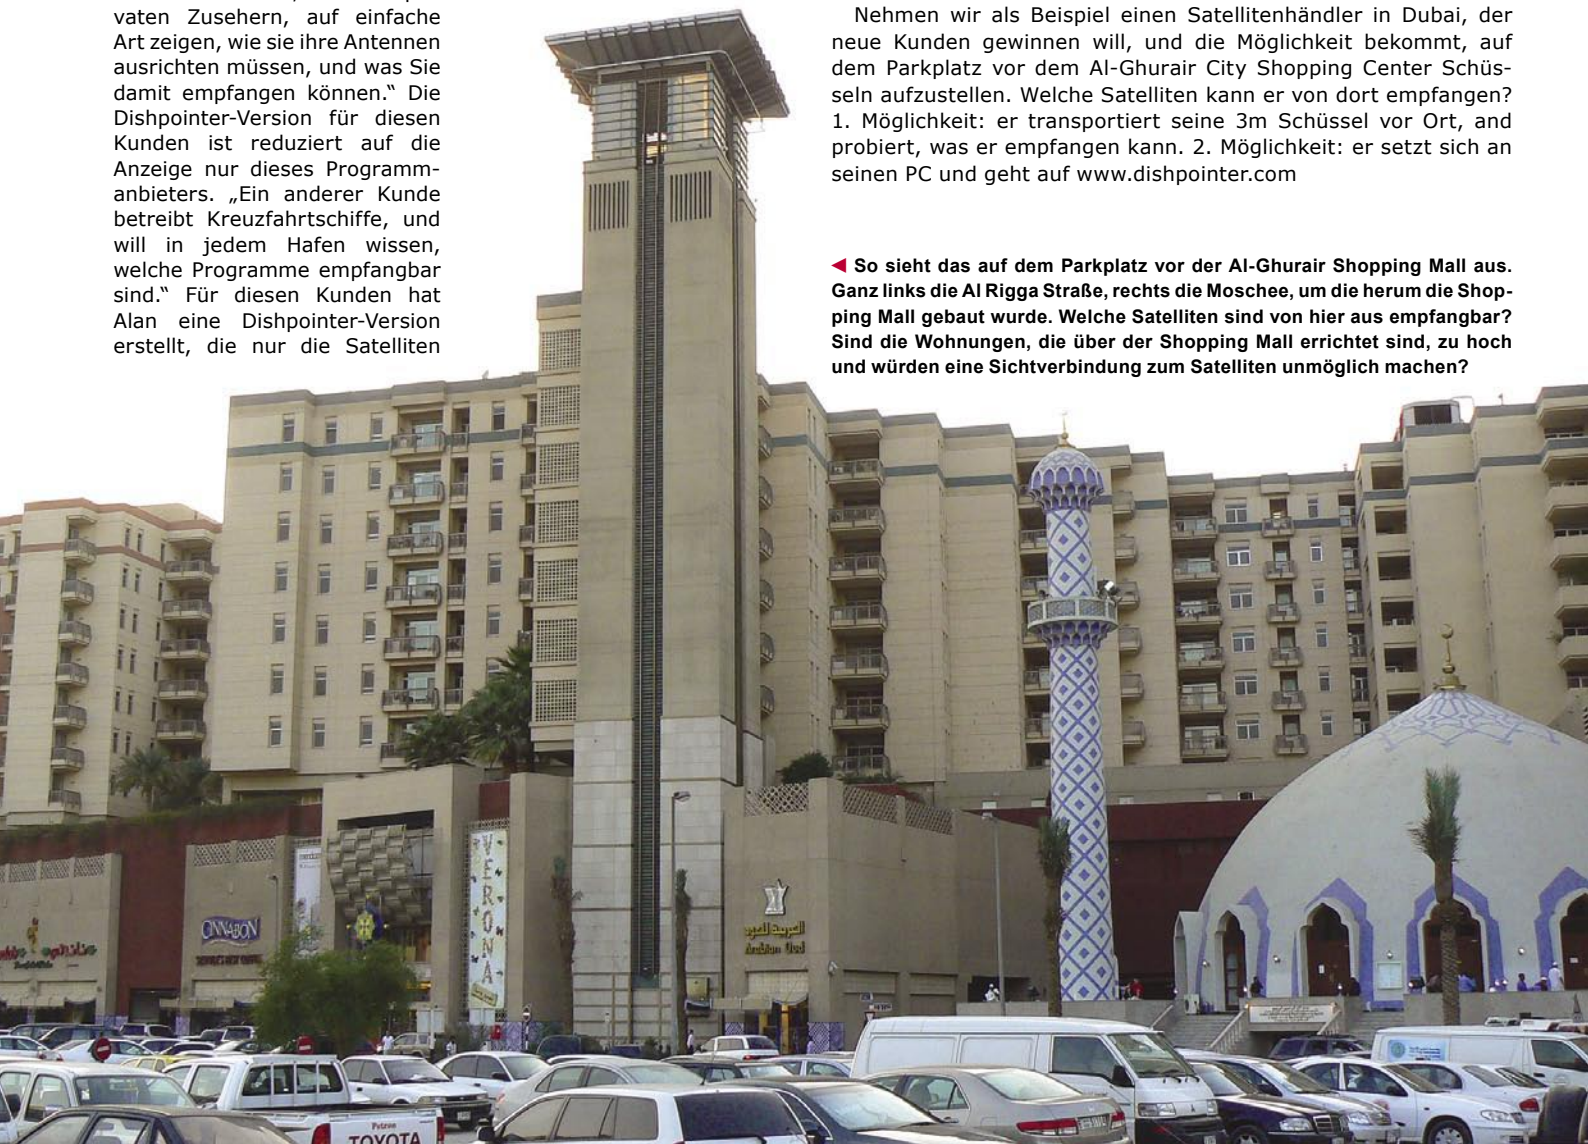 vaten Zusehern, auf einfache
Art zeigen, wie sie ihre Antennen
ausrichten müssen, und was Sie
damit empfangen können.“ Die
Dishpointer-Version für diesen
Kunden ist reduziert auf die
Anzeige nur dieses Programm-
anbieters. „Ein anderer Kunde
betreibt Kreuzfahrtschiffe, und
will in jedem Hafen wissen,
welche Programme empfangbar
sind.“ Für diesen Kunden hat
Alan eine Dishpointer-Version
erstellt, die nur die Satelliten
Nehmen wir als Beispiel einen Satellitenhändler in Dubai, der
neue Kunden gewinnen will, und die Möglichkeit bekommt, auf
dem Parkplatz vor dem Al-Ghurair City Shopping Center Schüs-
seln aufzustellen. Welche Satelliten kann er von dort empfangen?
1. Möglichkeit: er transportiert seine 3m Schüssel vor Ort, and
probiert, was er empfangen kann. 2. Möglichkeit: er setzt sich an
seinen PC und geht auf www.dishpointer.com
◄ So sieht das auf dem Parkplatz vor der Al-Ghurair Shopping Mall aus.
Ganz links die Al Rigga Straße, rechts die Moschee, um die herum die Shop-
ping Mall gebaut wurde. Welche Satelliten sind von hier aus empfangbar?
Sind die Wohnungen, die über der Shopping Mall errichtet sind, zu hoch
und würden eine Sichtverbindung zum Satelliten unmöglich machen?
VERONA
CINNABON
العربية للعود
Arabian Oud
TOYOTA